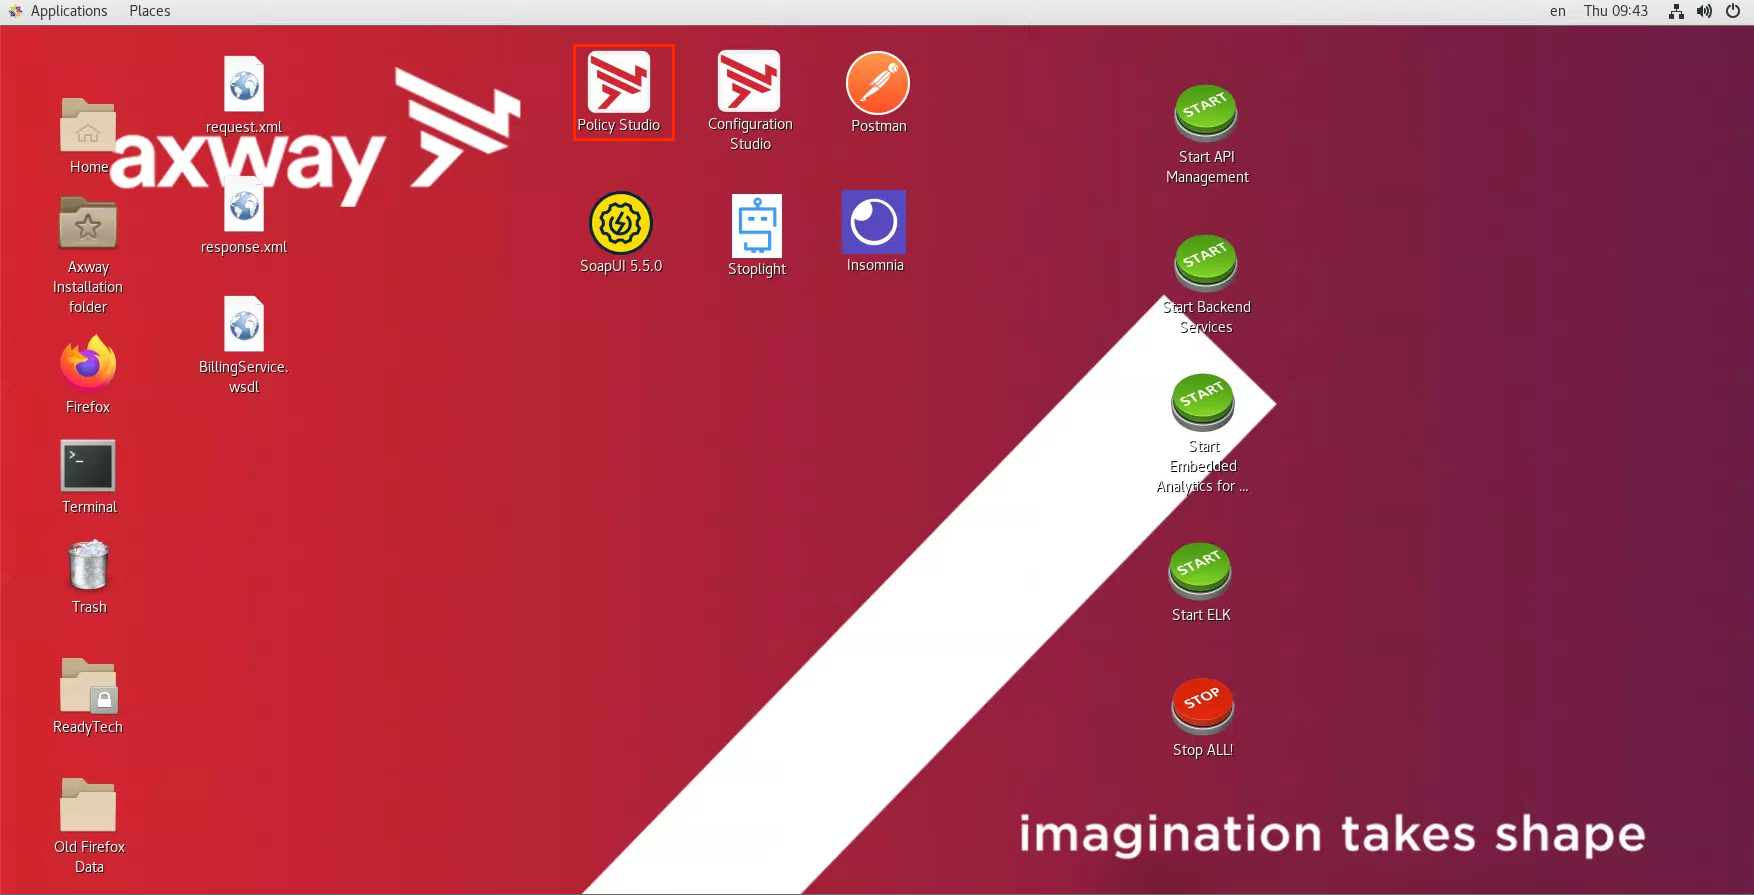 Applications
Places
en
Thu 09:43
axway
Home
Axway
Installation
folder
Firefox
>_
Terminal
Trash
ReadyTech
Old Firefox
Data
request.xml
response.xml
BillingService.
wsdl
Policy Studio
Configuration
Studio
Postman
SoapUI 5.5.0
Stoplight
Insomnia
START
Start API
Management
START
Start Backend
Services
START
Start
Embedded
Analytics for ...
START
Start ELK
STOP
Stop ALL!
imagination takes shape